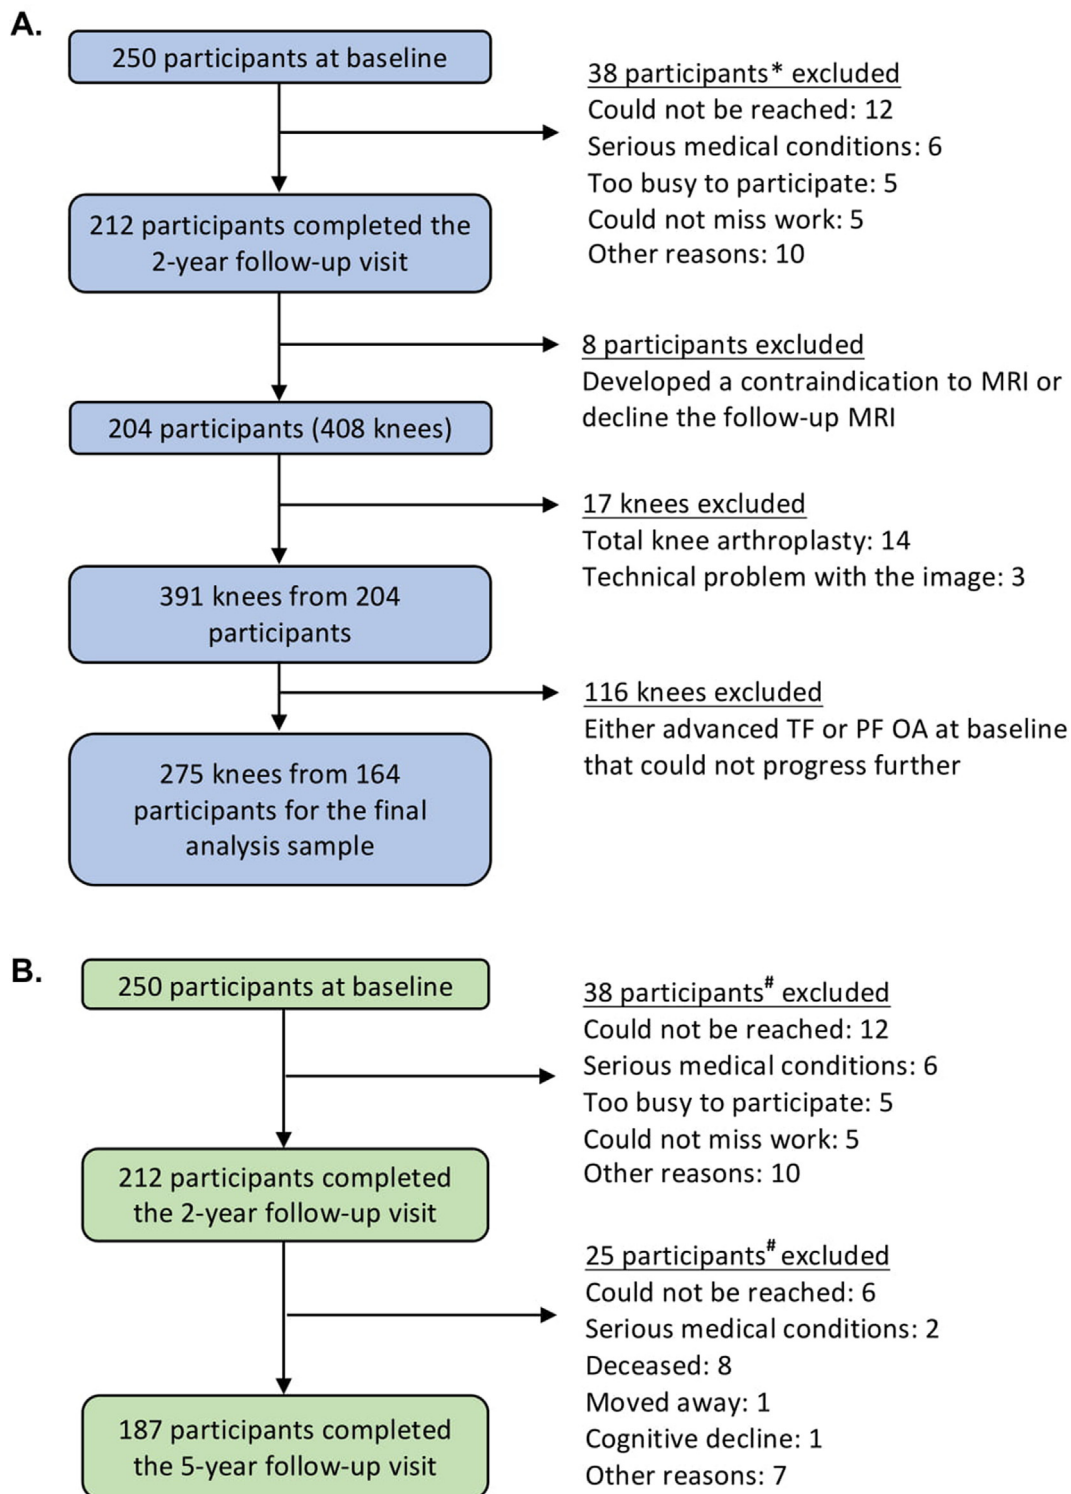 A.
250 participants at baseline
38 participants* excluded
Could not be reached: 12
Serious medical conditions: 6
Too busy to participate: 5
Could not miss work: 5
Other reasons: 10
212 participants completed the
2-year follow-up visit
8 participants excluded
Developed a contraindication to MRI or
decline the follow-up MRI
204 participants (408 knees)
17 knees excluded
Total knee arthroplasty: 14
Technical problem with the image: 3
391 knees from 204
participants
116 knees excluded
Either advanced TF or PF OA at baseline
that could not progress further
275 knees from 164
participants for the final
analysis sample
B.
250 participants at baseline
38 participants# excluded
Could not be reached: 12
Serious medical conditions: 6
Too busy to participate: 5
Could not miss work: 5
Other reasons: 10
212 participants completed
the 2-year follow-up visit
25 participants# excluded
Could not be reached: 6
Serious medical conditions: 2
Deceased: 8
Moved away: 1
Cognitive decline: 1
Other reasons: 7
187 participants completed
the 5-year follow-up visit